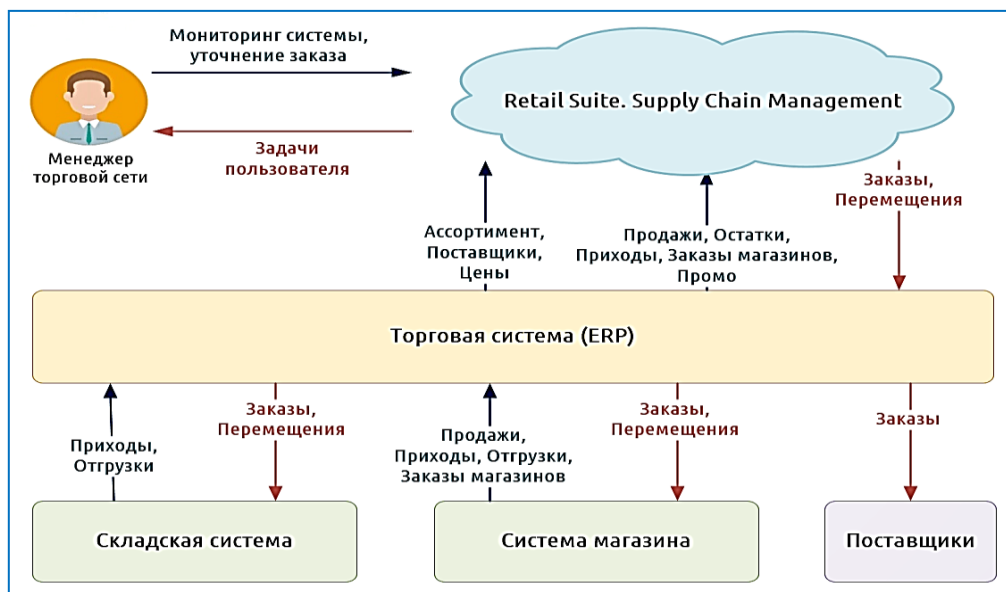 Мониторинг системы,
уточнение заказа
Retail Suite. Supply Chain Management
Задачи
пользователя
Менеджер
торговой сети
Заказы,
Перемещения
Ассортимент,
Поставщики,
Цены
Продажи, Остатки,
Приходы, Заказы магазинов,
Промо
Торговая система (ERP)
Приходы,
Отгрузки
Заказы,
Перемещения
Продажи,
Приходы, Отгрузки,
Заказы магазинов
Заказы,
Перемещения
Заказы
Складская система
Система магазина
Поставщики